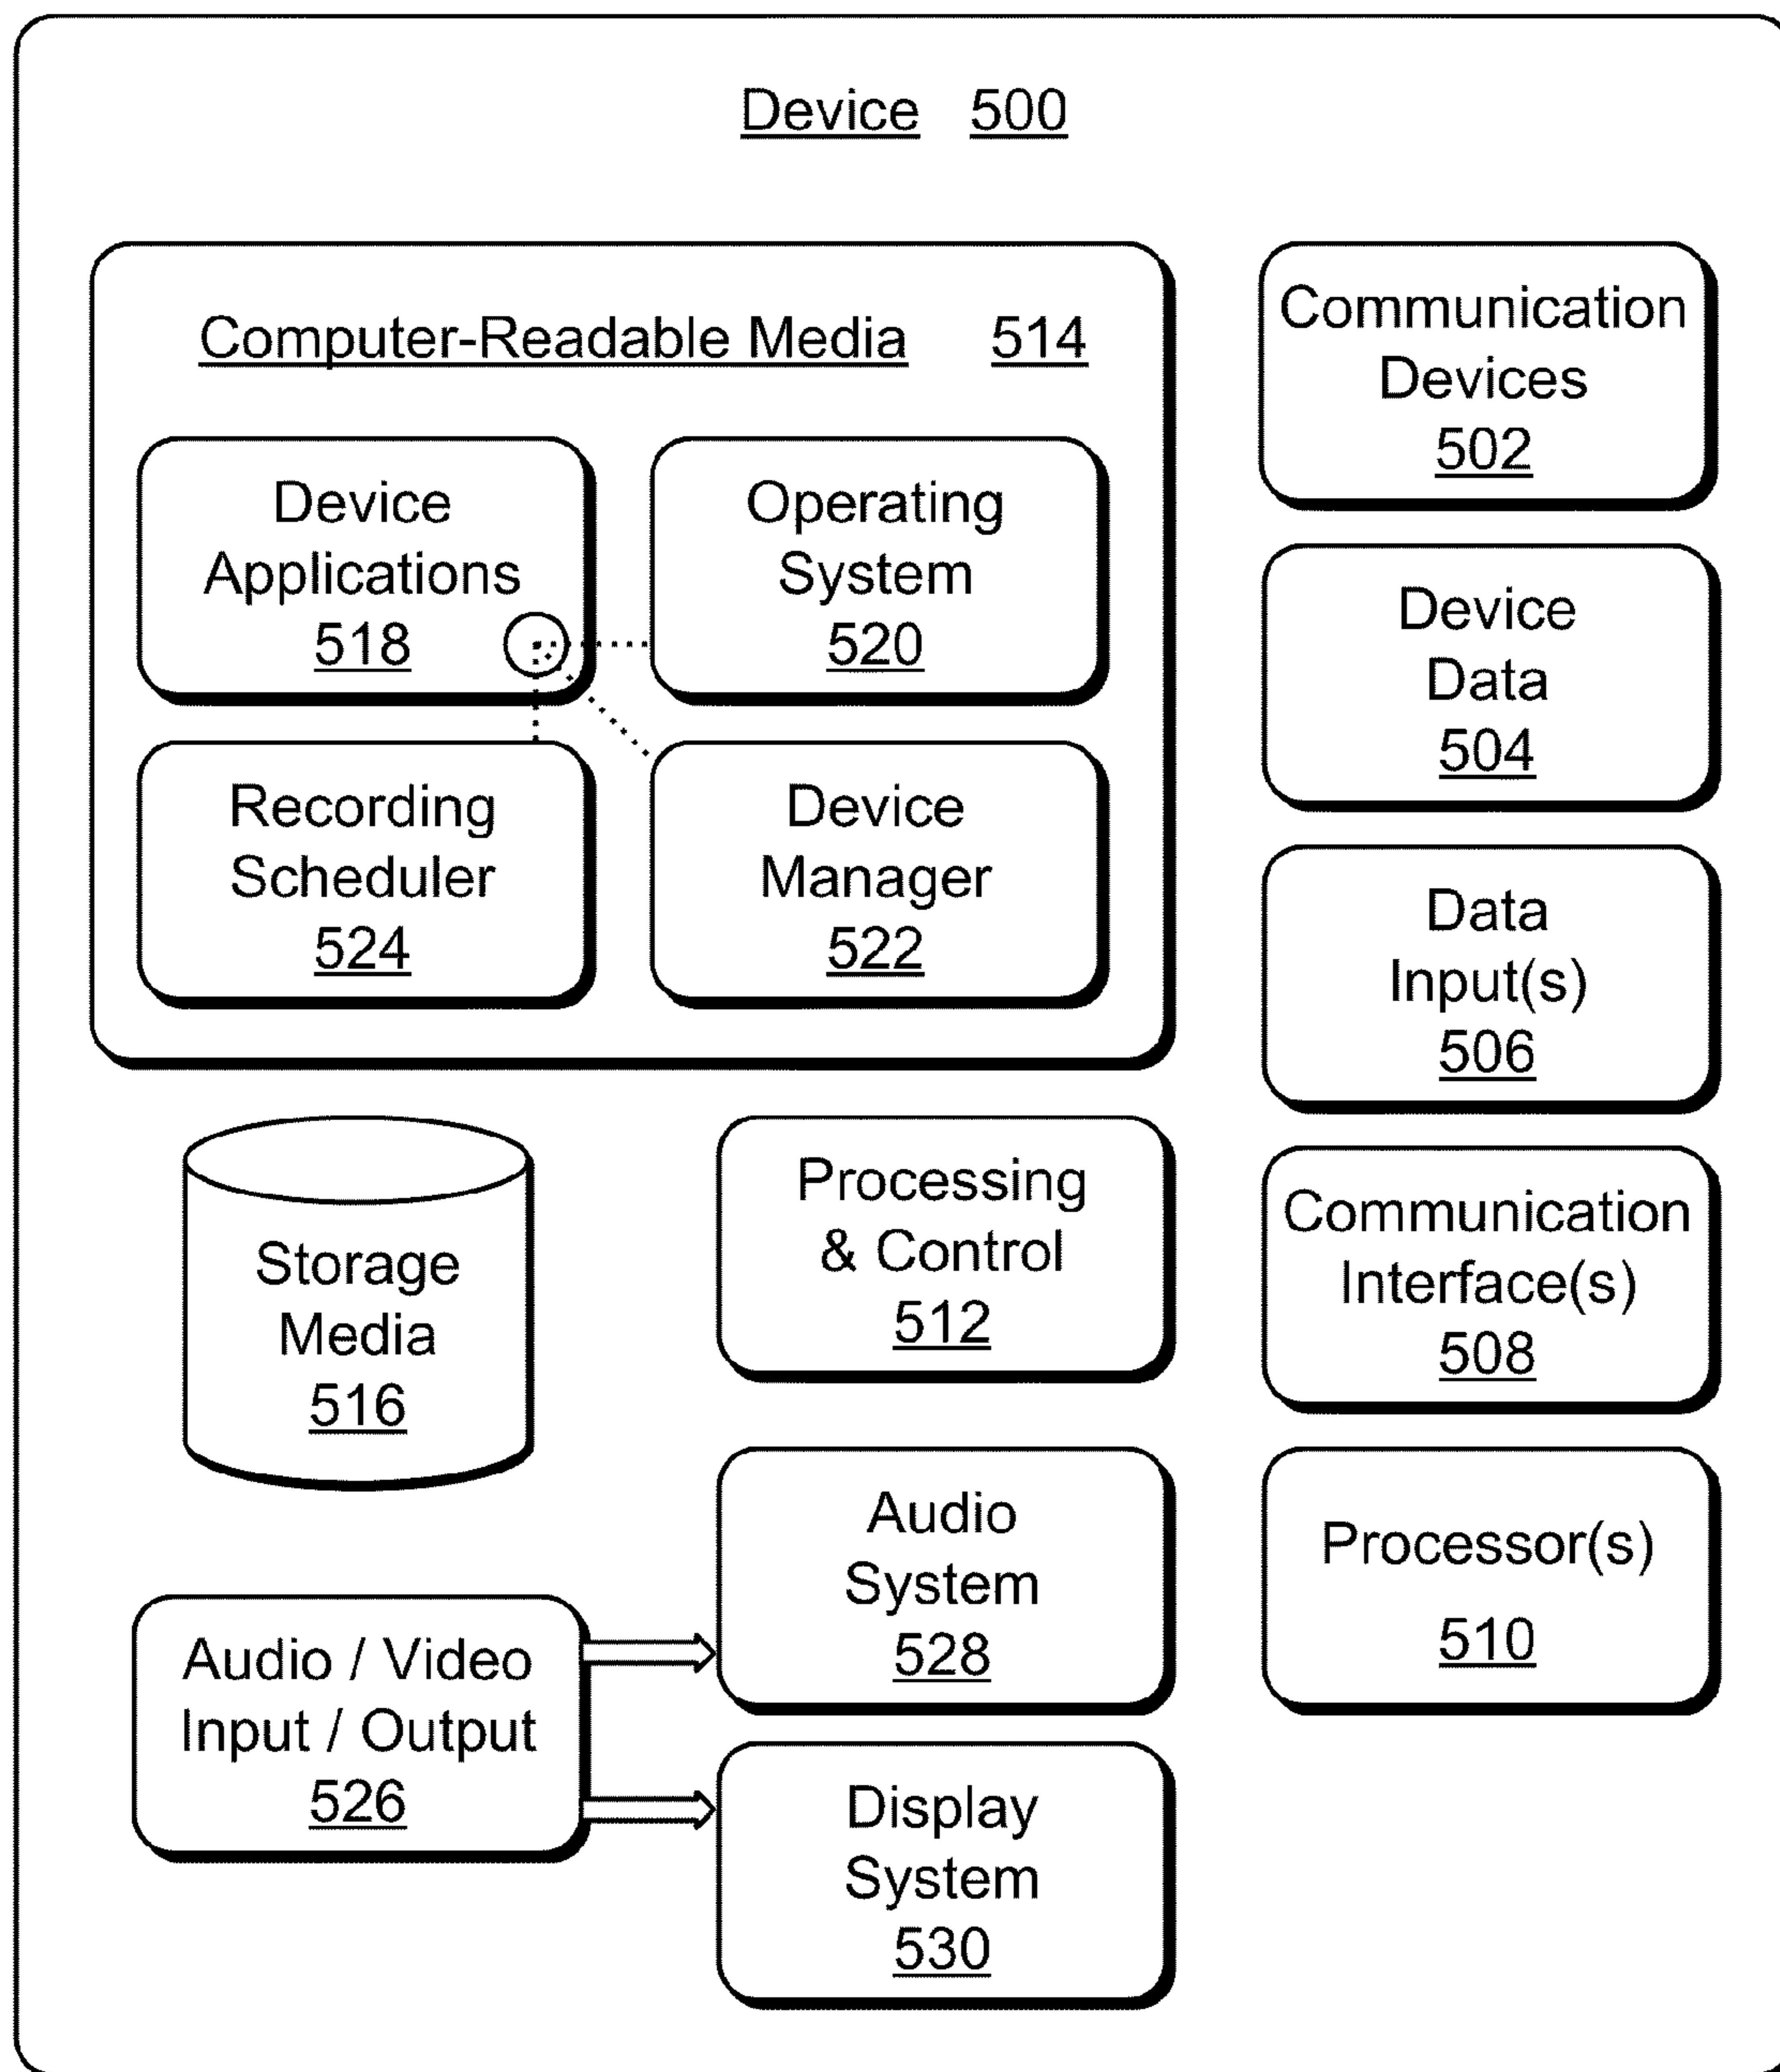 Device 500
Computer-Readable Media 514
Device
Applications
518
Operating
System
520
Recording
Scheduler
524
Device
Manager
522
Communication
Devices
502
Device
Data
504
Data
Input(s)
506
Communication
Interface(s)
508
Processor(s)
510
Storage
Media
516
Processing
& Control
512
Audio / Video
Input / Output
526
Audio
System
528
Display
System
530